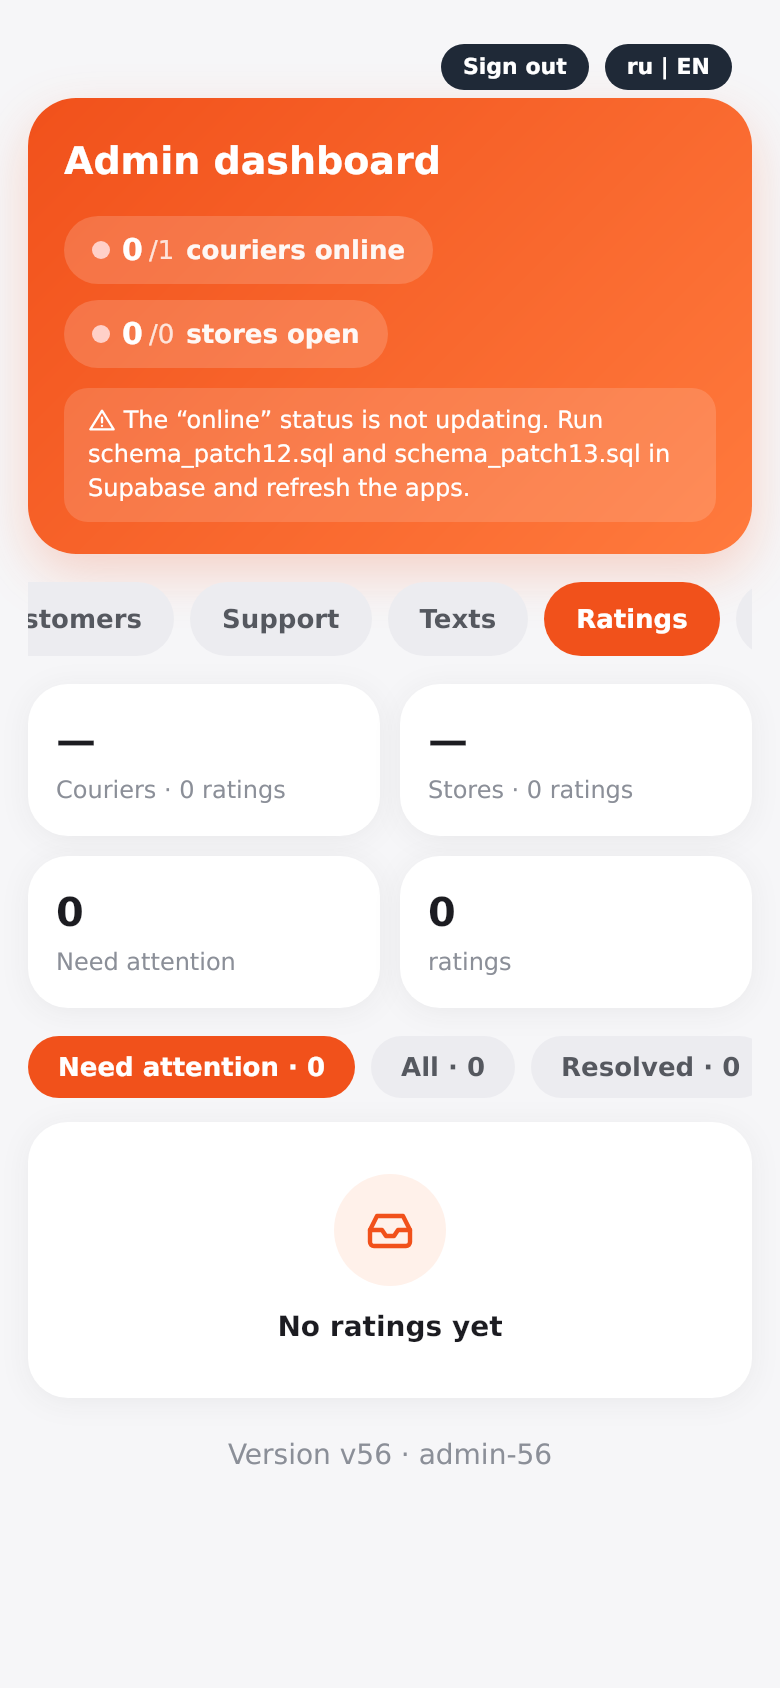 Sign out
ru | EN
Admin dashboard
0 /1 couriers online
0 /0 stores open
The “online” status is not updating. Run
schema_patch12.sql and schema_patch13.sql in
Supabase and refresh the apps.
stomers
Support
Texts
Ratings
—
Couriers · 0 ratings
—
Stores · 0 ratings
0
Need attention
0
ratings
Need attention · 0
All · 0
Resolved · 0
No ratings yet
Version v56 · admin-56